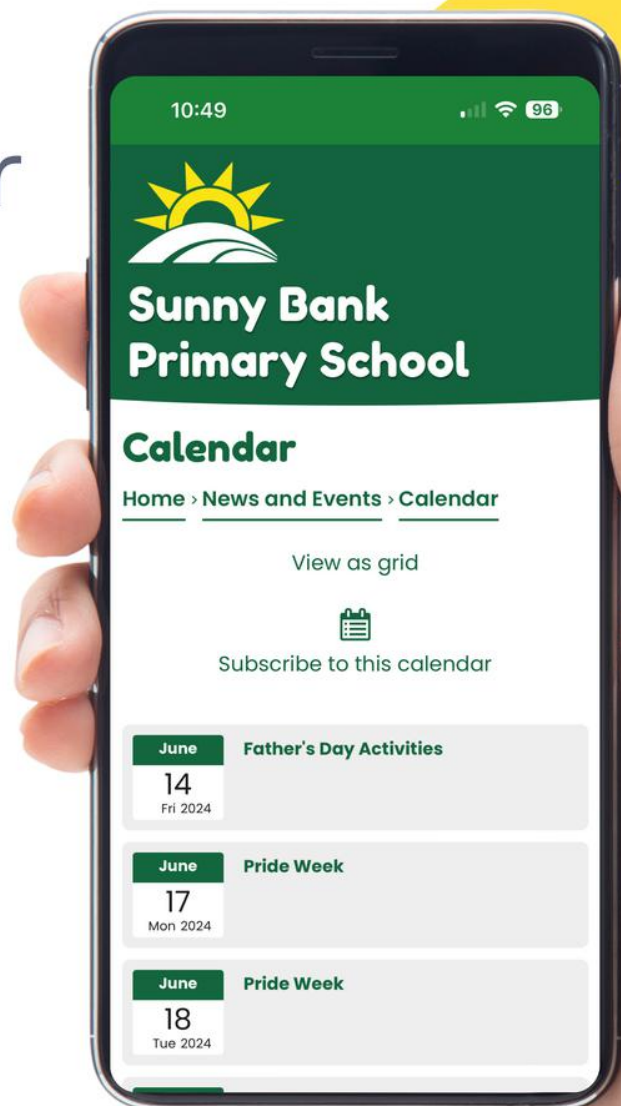 10:49
96
Sunny Bank
Primary School
Calendar
Home › News and Events › Calendar
View as grid
Subscribe to this calendar
June
14
Fri 2024
Father's Day Activities
June
17
Mon 2024
Pride Week
June
18
Tue 2024
Pride Week